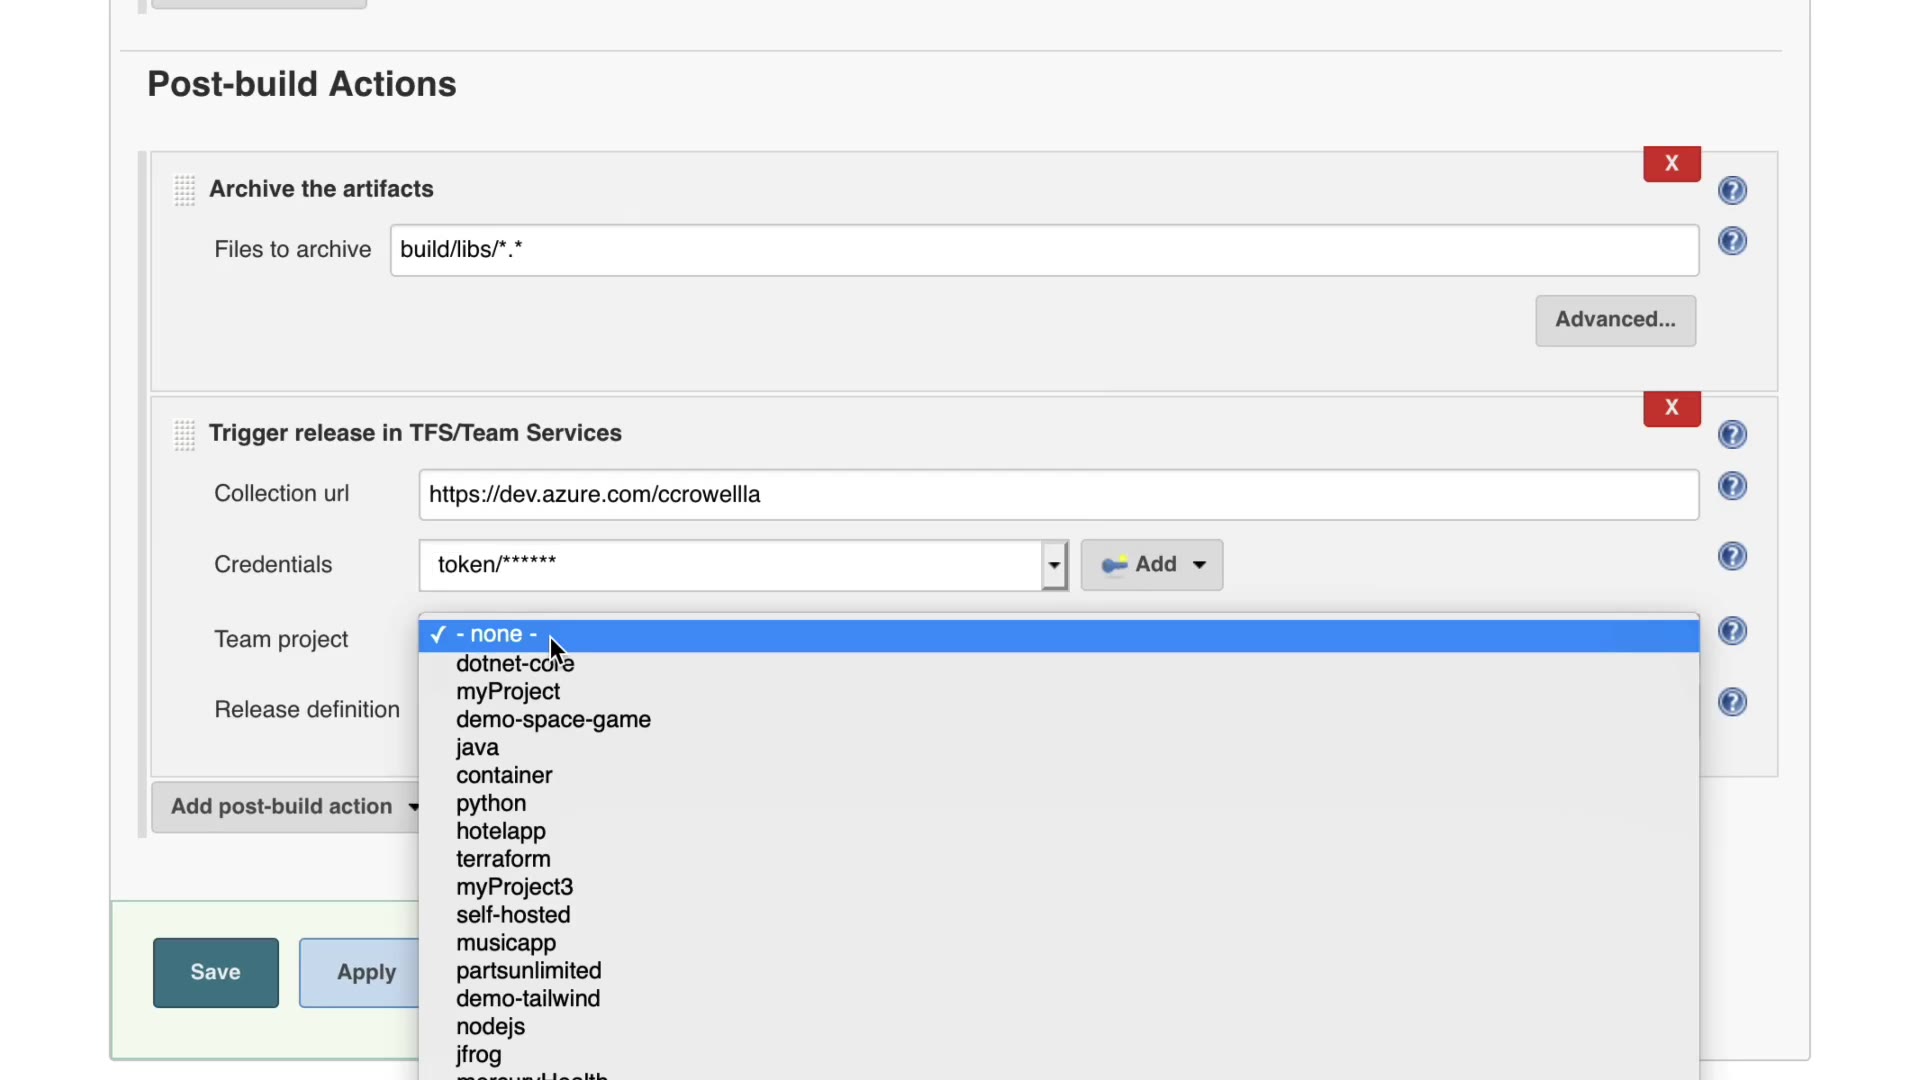 Post-build Actions
X
Archive the artifacts
Files to archive build/libs/*.*
Advanced...
X
Trigger release in TFS/Team Services
Collection url https://dev.azure.com/ccrowellla
Credentials token/****** Add
Team project ✓ - none -
dotnet-core
myProject
Release definition
demo-space-game
java
container
python
Add post-build action
hotelapp
terraform
myProject3
self-hosted
musicapp
Save Apply
partsunlimited
demo-tailwind
nodejs
jfrog
mercuryHealth